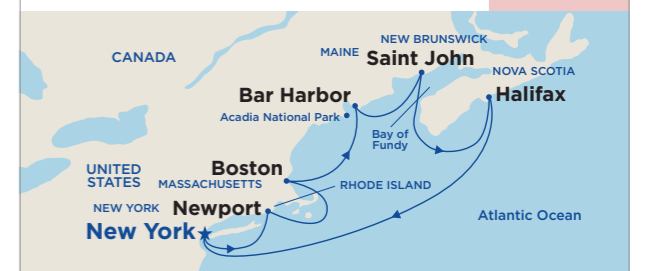 NEW BRUNSWICK
CANADA
MAINE
Saint John
NOVA SCOTIA
Bar Harbor
Halifax
Acadia National Park
Bay of
Fundy
Boston
UNITED
STATES
MASSACHUSETTS
RHODE ISLAND
NEW YORK
Newport
Atlantic Ocean
New York